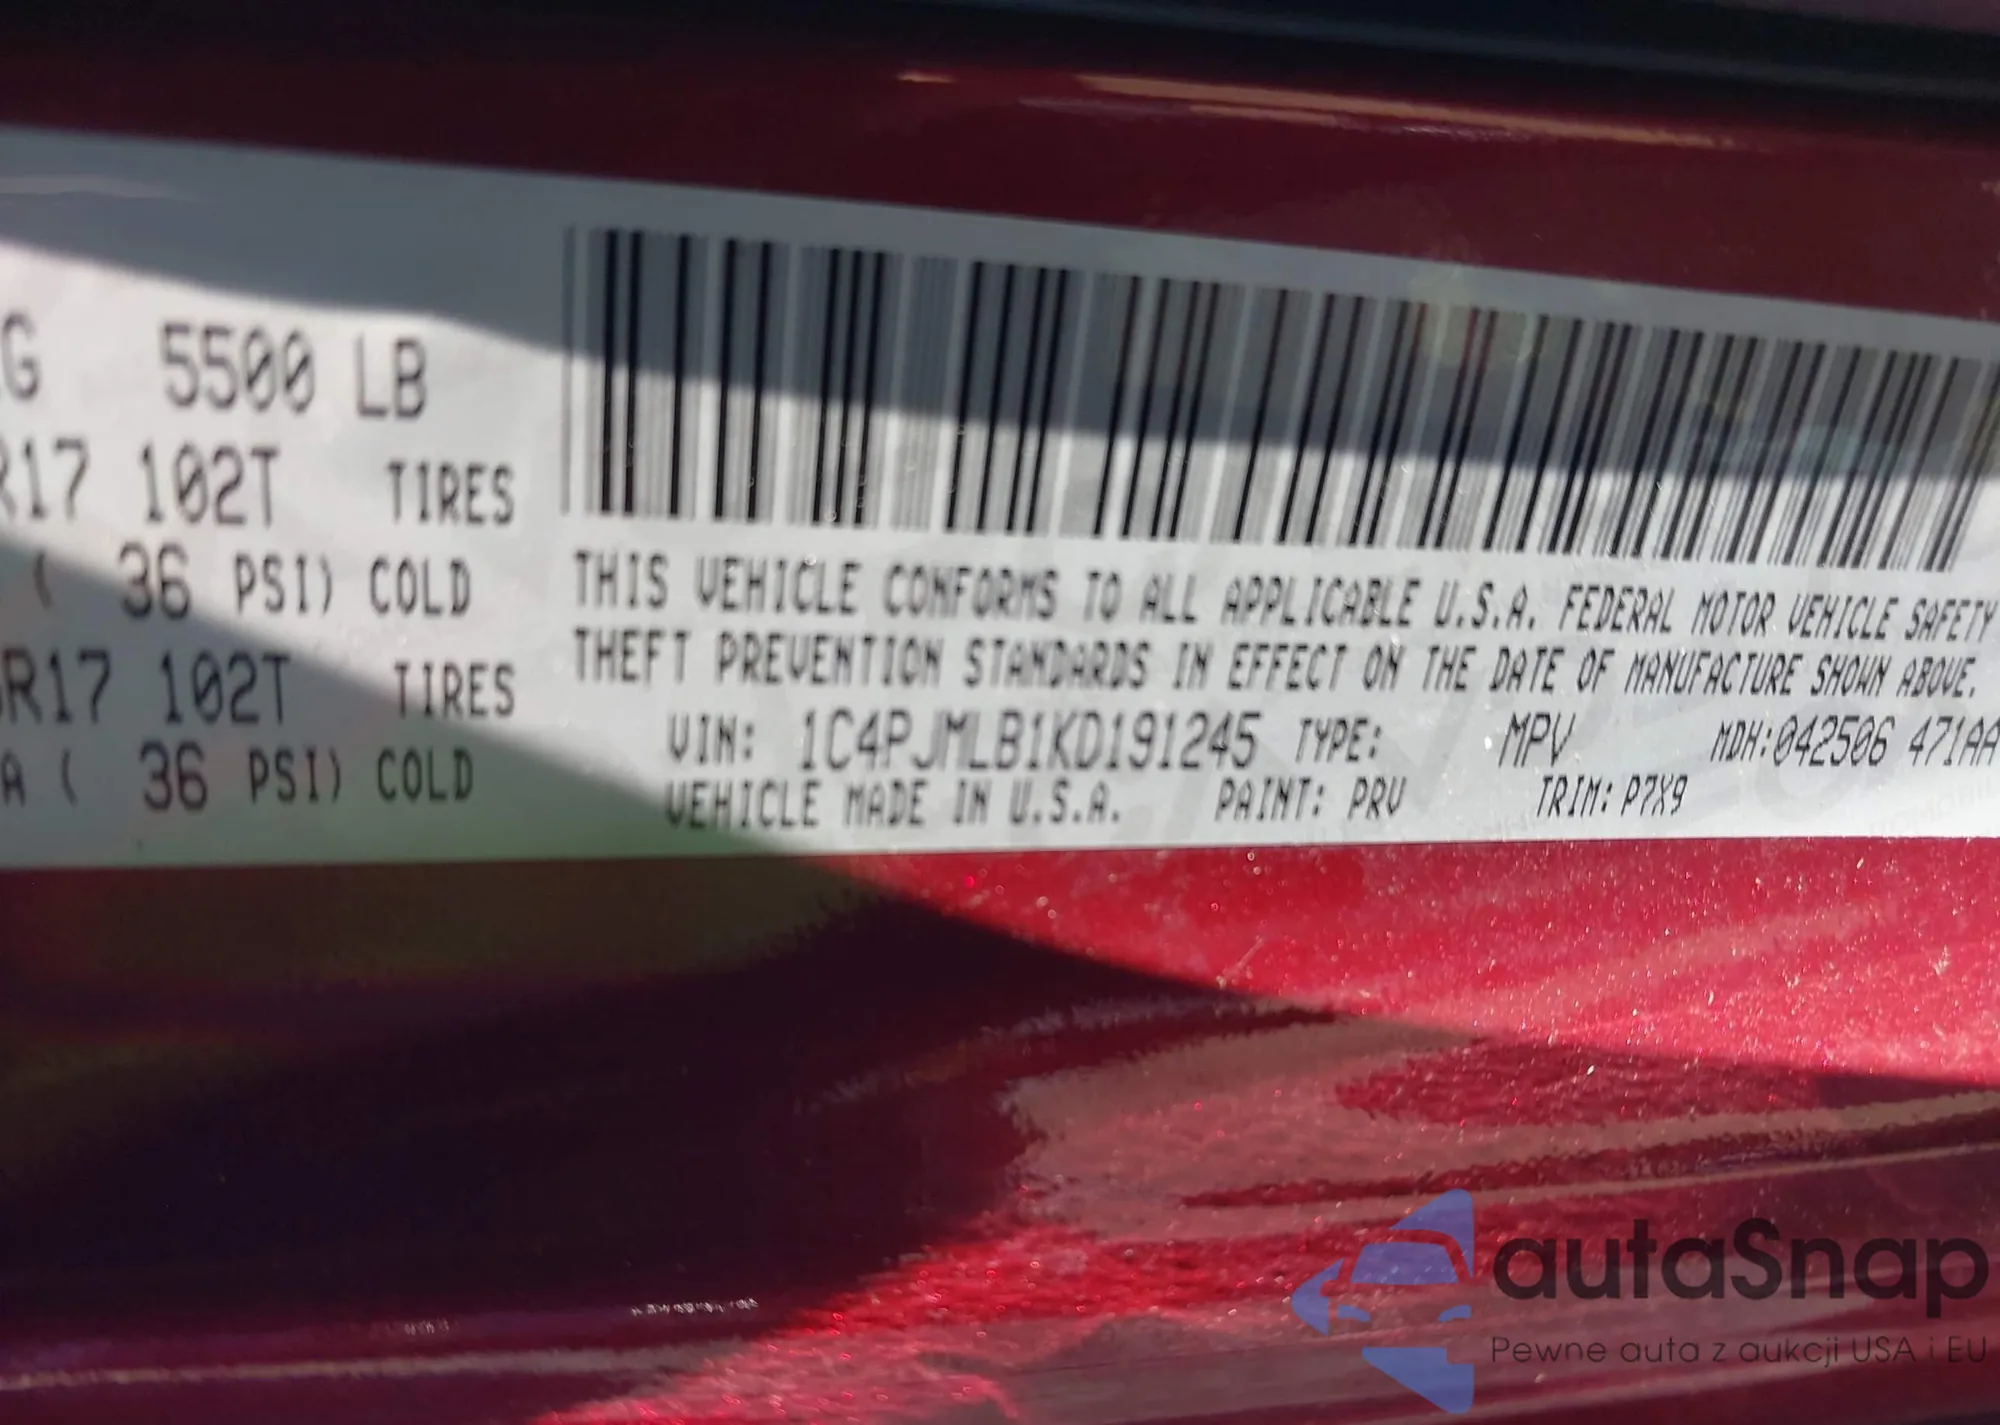 G 5500 LB
R17 102T TIRES
( 36 PSI) COLD
R17 102T TIRES
A ( 36 PSI) COLD
THIS VEHICLE CONFORMS TO ALL APPLICABLE U.S.A. FEDERAL MOTOR VEHICLE SAFETY
THEFT PREVENTION STANDARDS IN EFFECT ON THE DATE OF MANUFACTURE SHOWN ABOVE.
VIN: 1C4PJMLB1KD191245 TYPE: MPV MDH:042506 471AA
VEHICLE MADE IN U.S.A. PAINT: PRV TRIM: P7X9
autaSnap
Pewne auta z aukcji USA i EU